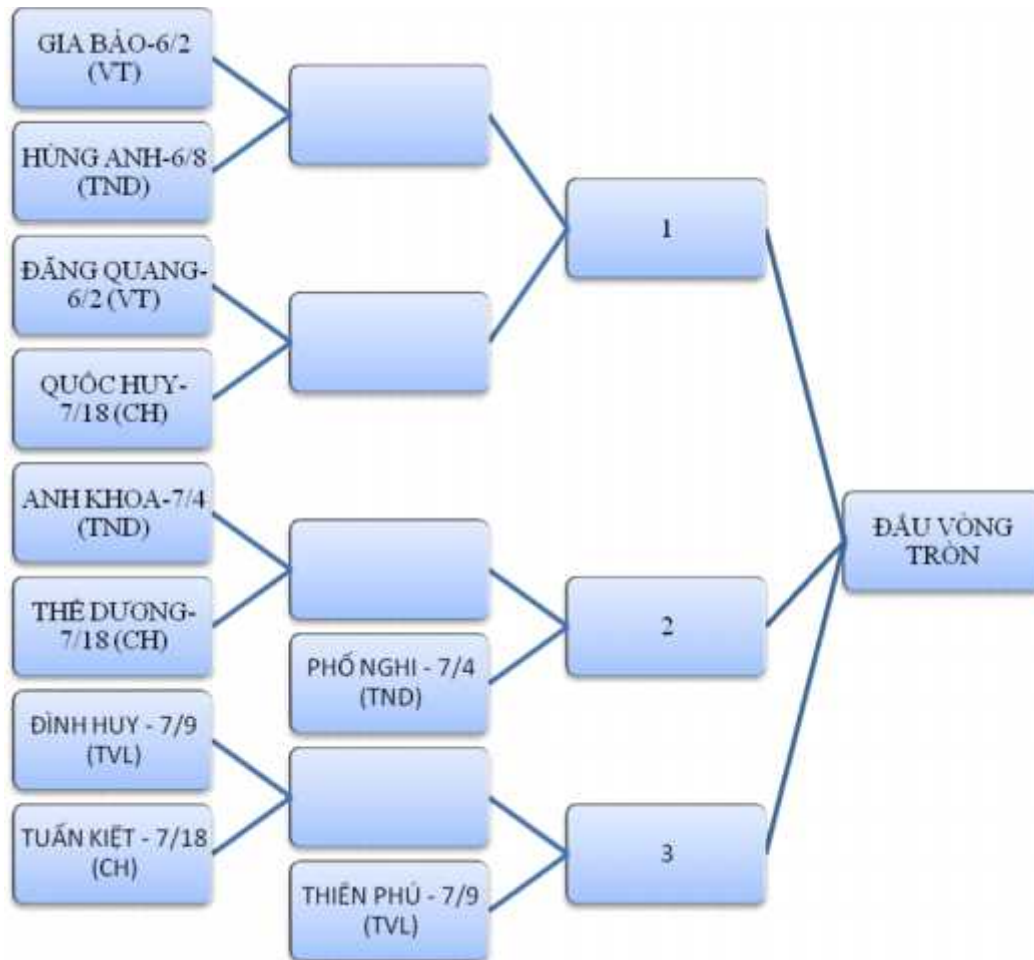 GIA BẢO-6/2
(VT)
HÙNG ANH-6/8
(TND)
ĐĂNG QUANG-
6/2 (VT)
QUỐC HUY-
7/18 (CH)
ANH KHOA-7/4
(TND)
THẾ DƯƠNG-
7/18 (CH)
ĐÌNH HUY - 7/9
(TVL)
TUẤN KIỆT - 7/18
(CH)
PHỐ NGHI - 7/4
(TND)
THIÊN PHÚ - 7/9
(TVL)
1
2
3
ĐẤU VÒNG
TRÒN